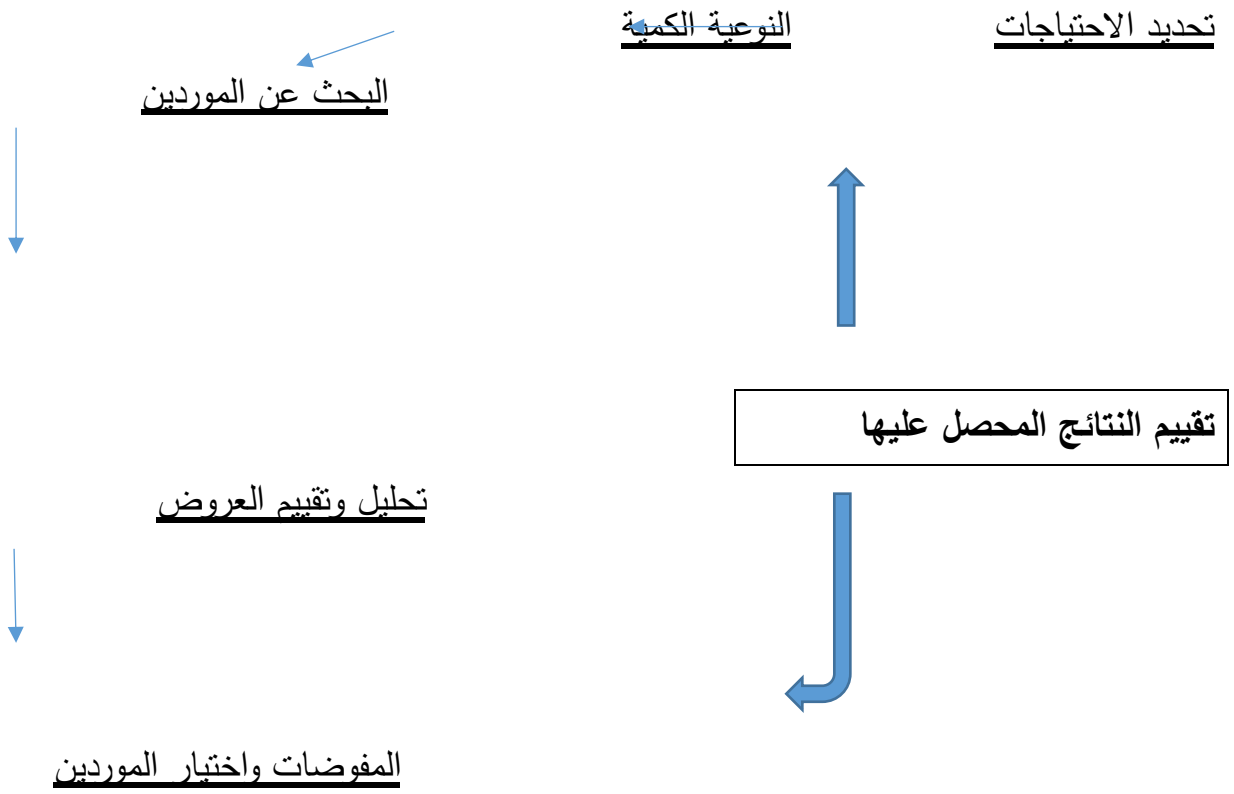 تحديد الاحتياجات النوعية الكمية
البحث عن الموردين
تقييم النتائج المحصل عليها
تحليل وتقييم العروض
المفوضات واختيار الموردين